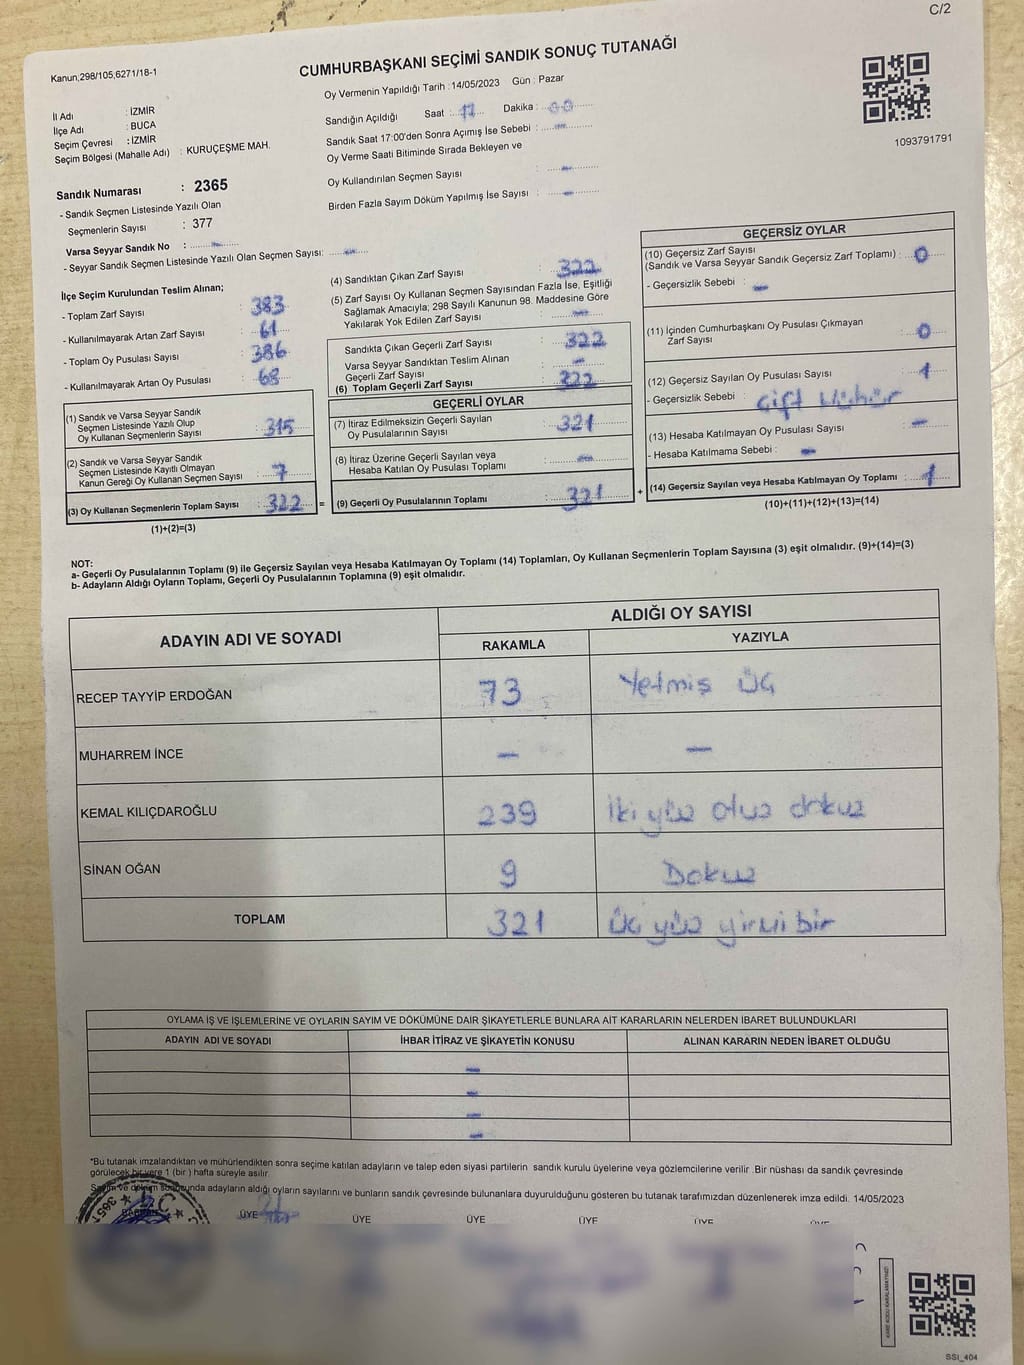 C/2
Kanun;298/105,6271/18-1
CUMHURBAŞKANI SEÇİMİ SANDIK SONUÇ TUTANAĞI
Oy Vermenin Yapıldığı Tarih : 14/05/2023 Gün : Pazar
İl Adı : İZMİR
İlçe Adı : BUCA
Seçim Çevresi : İZMİR
Seçim Bölgesi (Mahalle Adı) : KURUÇEŞME MAH.
Sandığın Açıldığı Saat : 17 Dakika : 00
Sandık Saat 17:00'den Sonra Açımış İse Sebebi : —
Oy Verme Saati Bitiminde Sırada Bekleyen ve
Oy Kullandırılan Seçmen Sayısı : —
Birden Fazla Sayım Döküm Yapılmış İse Sayısı : —
1093791791
Sandık Numarası : 2365
- Sandık Seçmen Listesinde Yazılı Olan
Seçmenlerin Sayısı : 377
Varsa Seyyar Sandık No : —
- Seyyar Sandık Seçmen Listesinde Yazılı Olan Seçmen Sayısı: —
İlçe Seçim Kurulundan Teslim Alınan;
- Toplam Zarf Sayısı : 383
- Kullanılmayarak Artan Zarf Sayısı : 61
- Toplam Oy Pusulası Sayısı : 386
- Kullanılmayarak Artan Oy Pusulası : 68
(1) Sandık ve Varsa Seyyar Sandık
Seçmen Listesinde Yazılı Olup
Oy Kullanan Seçmenlerin Sayısı : 315
(2) Sandık ve Varsa Seyyar Sandık
Seçmen Listesinde Kayıtlı Olmayan
Kanun Gereği Oy Kullanan Seçmen Sayısı : 7
(3) Oy Kullanan Seçmenlerin Toplam Sayısı : 322 =
(1)+(2)=(3)
(4) Sandıktan Çıkan Zarf Sayısı : 322
(5) Zarf Sayısı Oy Kullanan Seçmen Sayısından Fazla İse, Eşitliği
Sağlamak Amacıyla; 298 Sayılı Kanunun 98. Maddesine Göre
Yakılarak Yok Edilen Zarf Sayısı : —
Sandıkta Çıkan Geçerli Zarf Sayısı : 322
Varsa Seyyar Sandıktan Teslim Alınan
Geçerli Zarf Sayısı : —
(6) Toplam Geçerli Zarf Sayısı : 322
GEÇERLİ OYLAR
(7) İtiraz Edilmeksizin Geçerli Sayılan
Oy Pusulalarının Sayısı : 321
(8) İtiraz Üzerine Geçerli Sayılan veya
Hesaba Katılan Oy Pusulası Toplamı : —
(9) Geçerli Oy Pusulalarının Toplamı : 321 +
GEÇERSİZ OYLAR
(10) Geçersiz Zarf Sayısı
(Sandık ve Varsa Seyyar Sandık Geçersiz Zarf Toplamı) : 0
- Geçersizlik Sebebi : —
(11) İçinden Cumhurbaşkanı Oy Pusulası Çıkmayan
Zarf Sayısı : 0
(12) Geçersiz Sayılan Oy Pusulası Sayısı : 1
- Geçersizlik Sebebi : Çift Mühür
(13) Hesaba Katılmayan Oy Pusulası Sayısı : —
- Hesaba Katılmama Sebebi : —
(14) Geçersiz Sayılan veya Hesaba Katılmayan Oy Toplamı : 1
(10)+(11)+(12)+(13)=(14)
NOT:
a- Geçerli Oy Pusulalarının Toplamı (9) ile Geçersiz Sayılan veya Hesaba Katılmayan Oy Toplamı (14) Toplamları, Oy Kullanan Seçmenlerin Toplam Sayısına (3) eşit olmalıdır. (9)+(14)=(3)
b- Adayların Aldığı Oyların Toplamı, Geçerli Oy Pusulalarının Toplamına (9) eşit olmalıdır.
ADAYIN ADI VE SOYADI
ALDIĞI OY SAYISI
RAKAMLA YAZIYLA
RECEP TAYYİP ERDOĞAN 73 Yetmiş Üç
MUHARREM İNCE — —
KEMAL KILIÇDAROĞLU 239 İki yüz otuz dokuz
SİNAN OĞAN 9 Dokuz
TOPLAM 321 Üç yüz yirmi bir
OYLAMA İŞ VE İŞLEMLERİNE VE OYLARIN SAYIM VE DÖKÜMÜNE DAİR ŞİKAYETLERLE BUNLARA AİT KARARLARIN NELERDEN İBARET BULUNDUKLARI
ADAYIN ADI VE SOYADI İHBAR İTİRAZ VE ŞİKAYETİN KONUSU ALINAN KARARIN NEDEN İBARET OLDUĞU
—
—
—
—
*Bu tutanak imzalandıktan ve mühürlendikten sonra seçime katılan adayların ve talep eden siyasi partilerin sandık kurulu üyelerine veya gözlemcilerine verilir. Bir nüshası da sandık çevresinde
görülecek bir yere 1 (bir) hafta süreyle asılır.
Sayım ve döküm sonucunda adayların aldığı oyların sayılarını ve bunların sandık çevresinde bulunanlara duyurulduğunu gösteren bu tutanak tarafımızdan düzenlenerek imza edildi. 14/05/2023
ÜYE ÜYE ÜYE ÜYE ÜYE ÜYE
KARE KODU KARALAMAYINIZ!
SSI_404